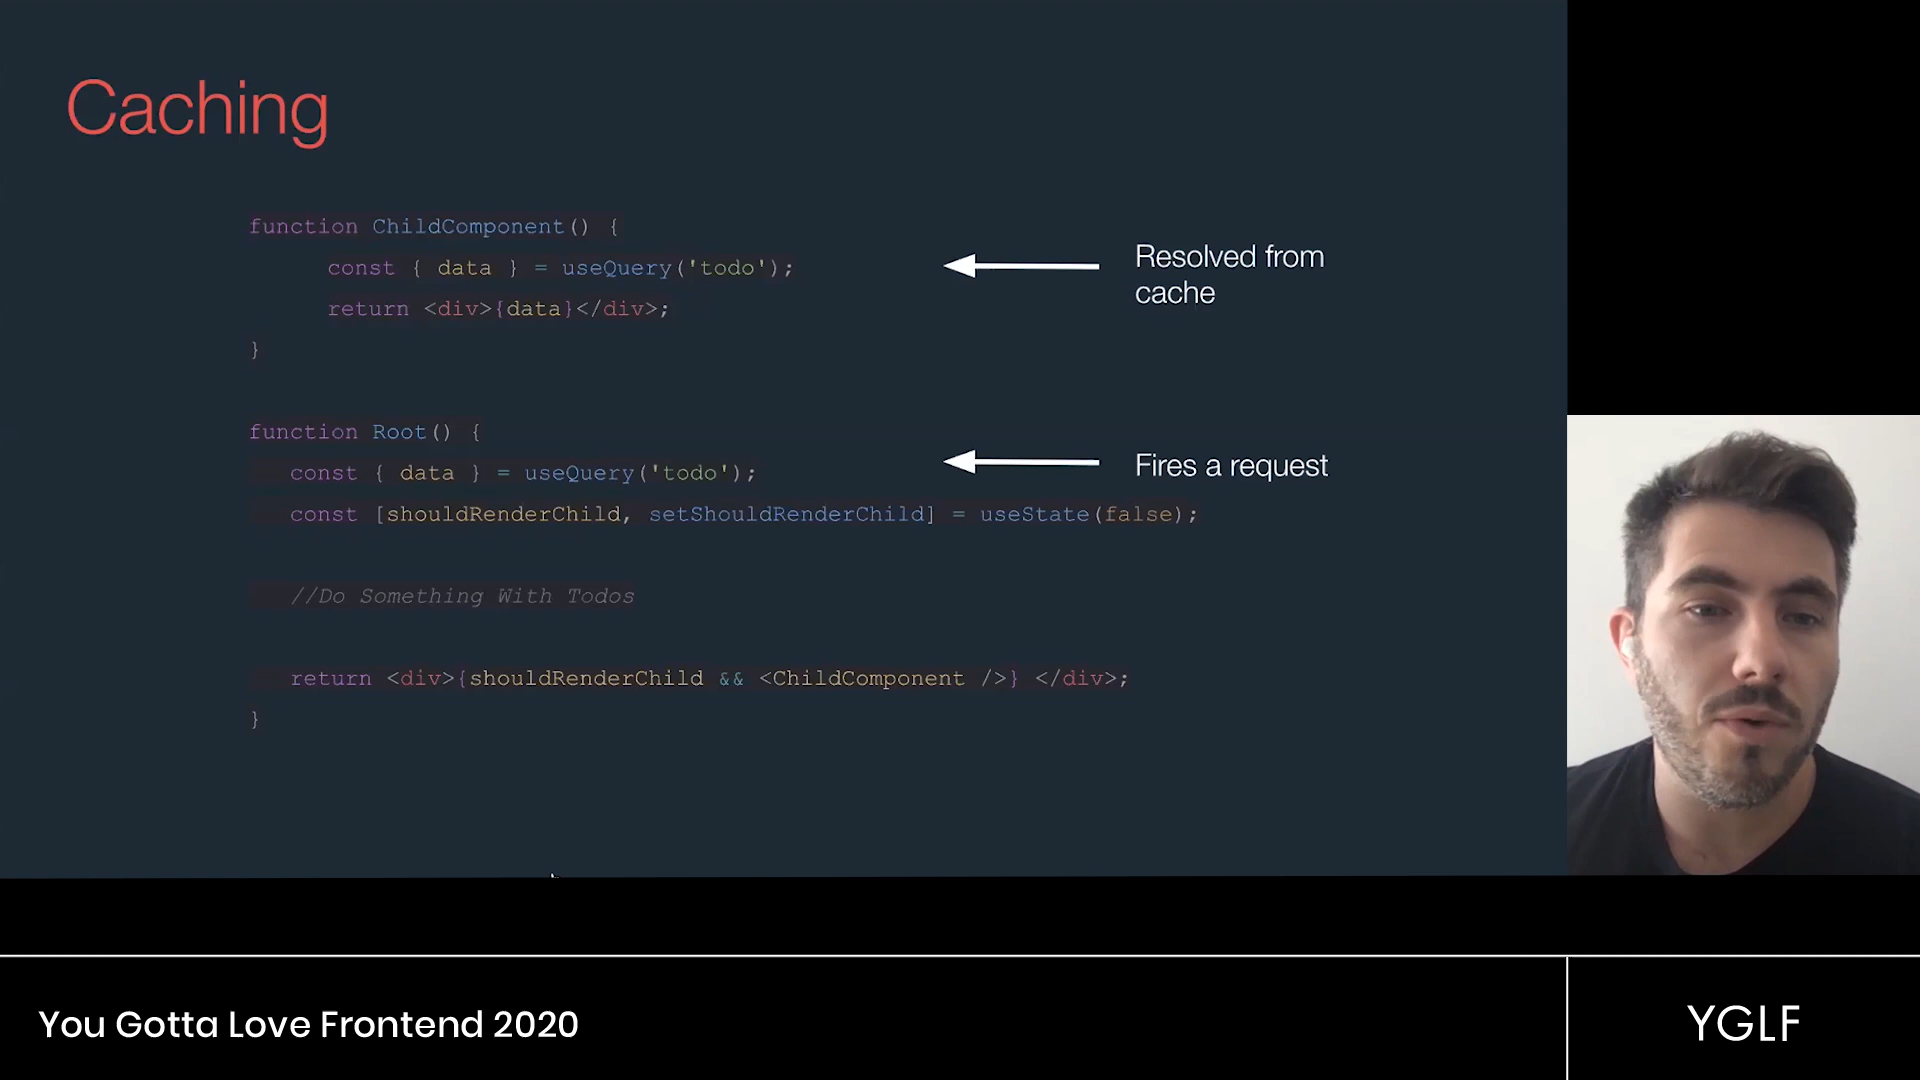 Caching
function ChildComponent() {
const { data } = useQuery('todo');
return <div>{data}</div>;
}
Resolved from
cache
function Root() {
const { data } = useQuery('todo');
const [shouldRenderChild, setShouldRenderChild] = useState(false);
Fires a request
//Do Something With Todos
return <div>{shouldRenderChild && <ChildComponent />} </div>;
}
You Gotta Love Frontend 2020
YGLF